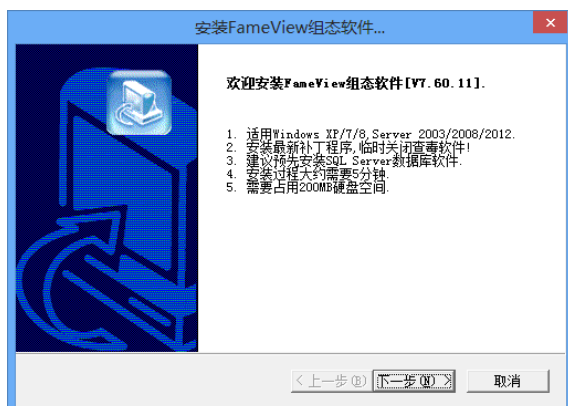 安装FameView组态软件...
欢迎安装FameView组态软件[V7.60.11].
1. 适用Windows XP/7/8,Server 2003/2008/2012.
2. 安装最新补丁程序,临时关闭查毒软件!
3. 建议预先安装SQL Server数据库软件.
4. 安装过程大约需要5分钟.
5. 需要占用200MB硬盘空间.
<上一步(B) 下一步(N)> 取消